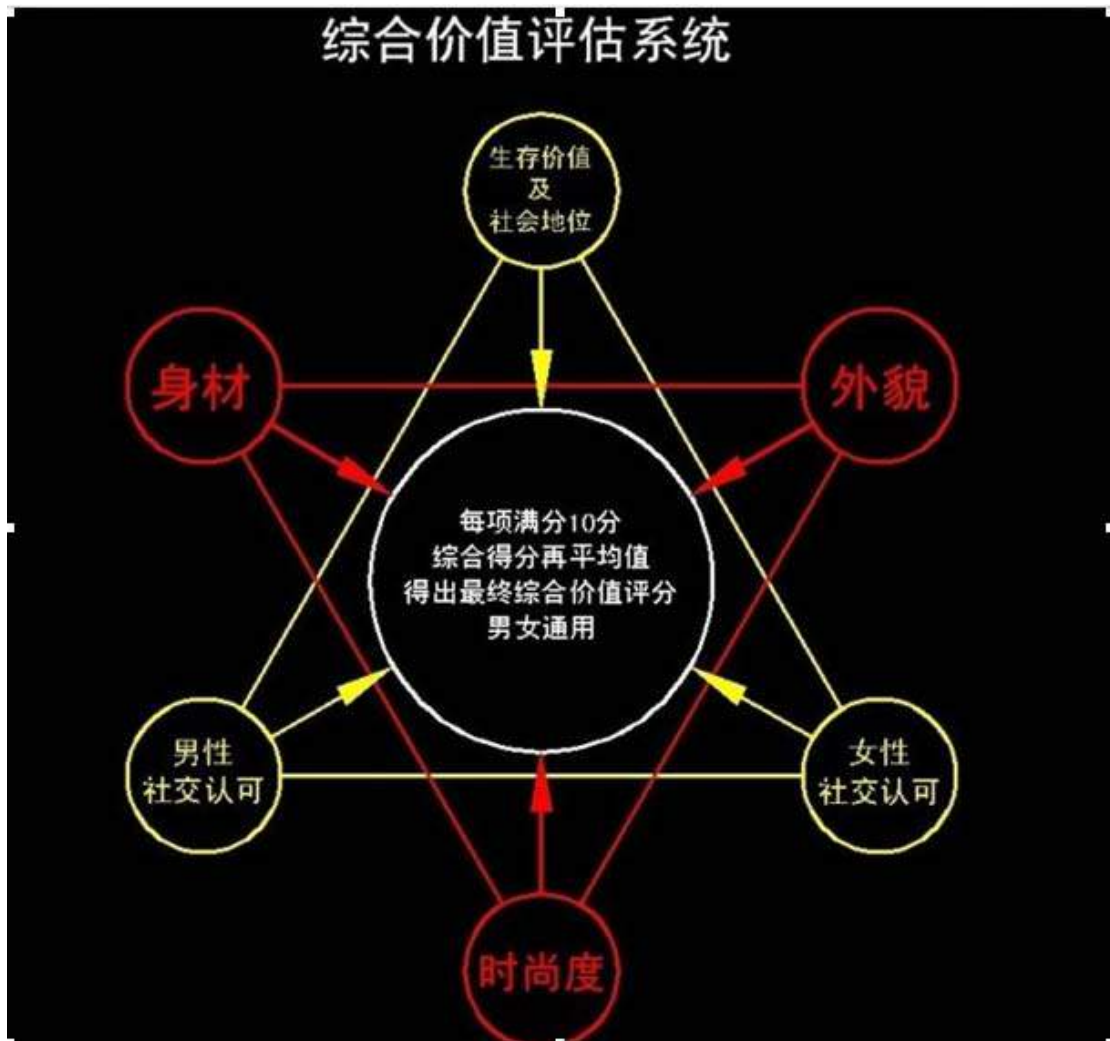 综合价值评估系统
生存价值
及
社会地位
身材
外貌
每项满分10分
综合得分再平均值
得出最终综合价值评分
男女通用
男性
社交认可
女性
社交认可
时尚度